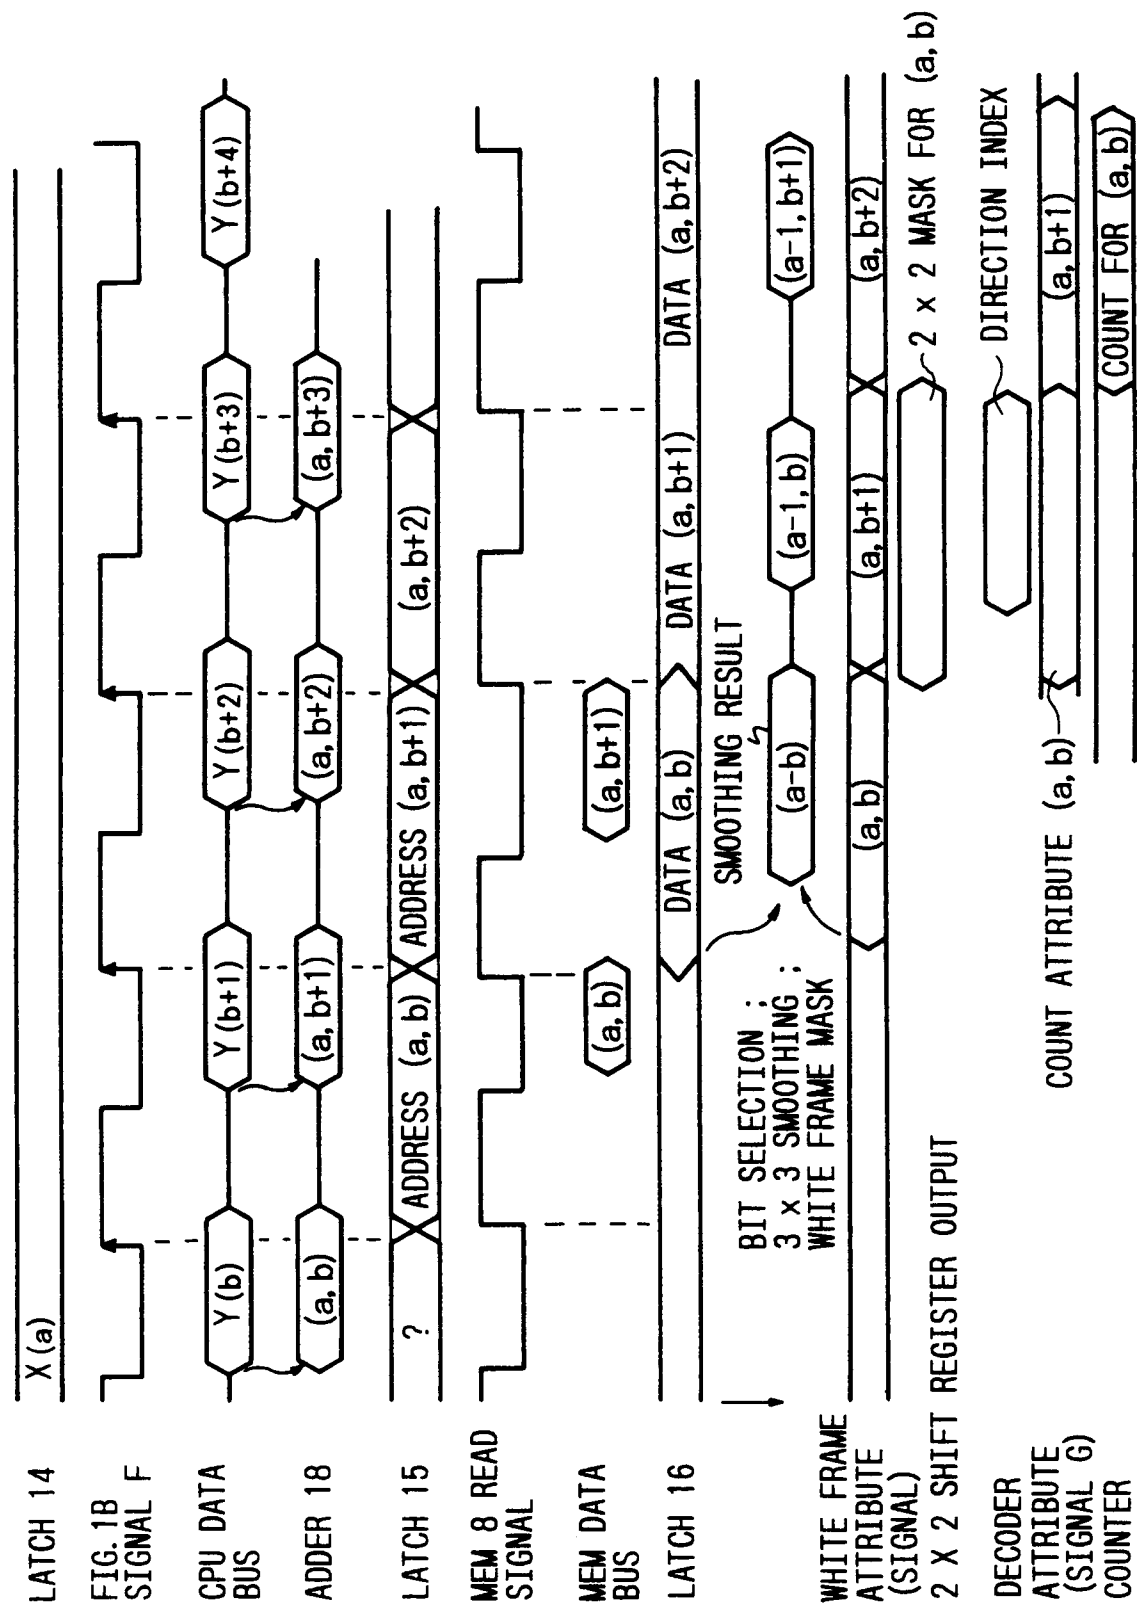 LATCH 14
X(a)
FIG. 1B
SIGNAL F
CPU DATA
BUS
Y(b)
Y(b+1)
Y(b+2)
Y(b+3)
Y(b+4)
ADDER 18
(a, b)
(a, b+1)
(a, b+2)
(a, b+3)
LATCH 15
?
ADDRESS (a, b)
ADDRESS (a, b+1)
(a, b+2)
MEM 8 READ
SIGNAL
MEM DATA
BUS
(a, b)
(a, b+1)
LATCH 16
DATA (a, b)
DATA (a, b+1)
DATA (a, b+2)
SMOOTHING RESULT
BIT SELECTION ;
3 x 3 SMOOTHING ;
WHITE FRAME MASK
(a-b)
(a-1, b)
(a-1, b+1)
WHITE FRAME
ATTRIBUTE
(SIGNAL)
(a, b)
(a, b+1)
(a, b+2)
2 X 2 SHIFT REGISTER OUTPUT
2 x 2 MASK FOR (a, b)
DECODER
DIRECTION INDEX
ATTRIBUTE
(SIGNAL G)
COUNT ATTRIBUTE (a, b)
(a, b+1)
COUNTER
COUNT FOR (a, b)